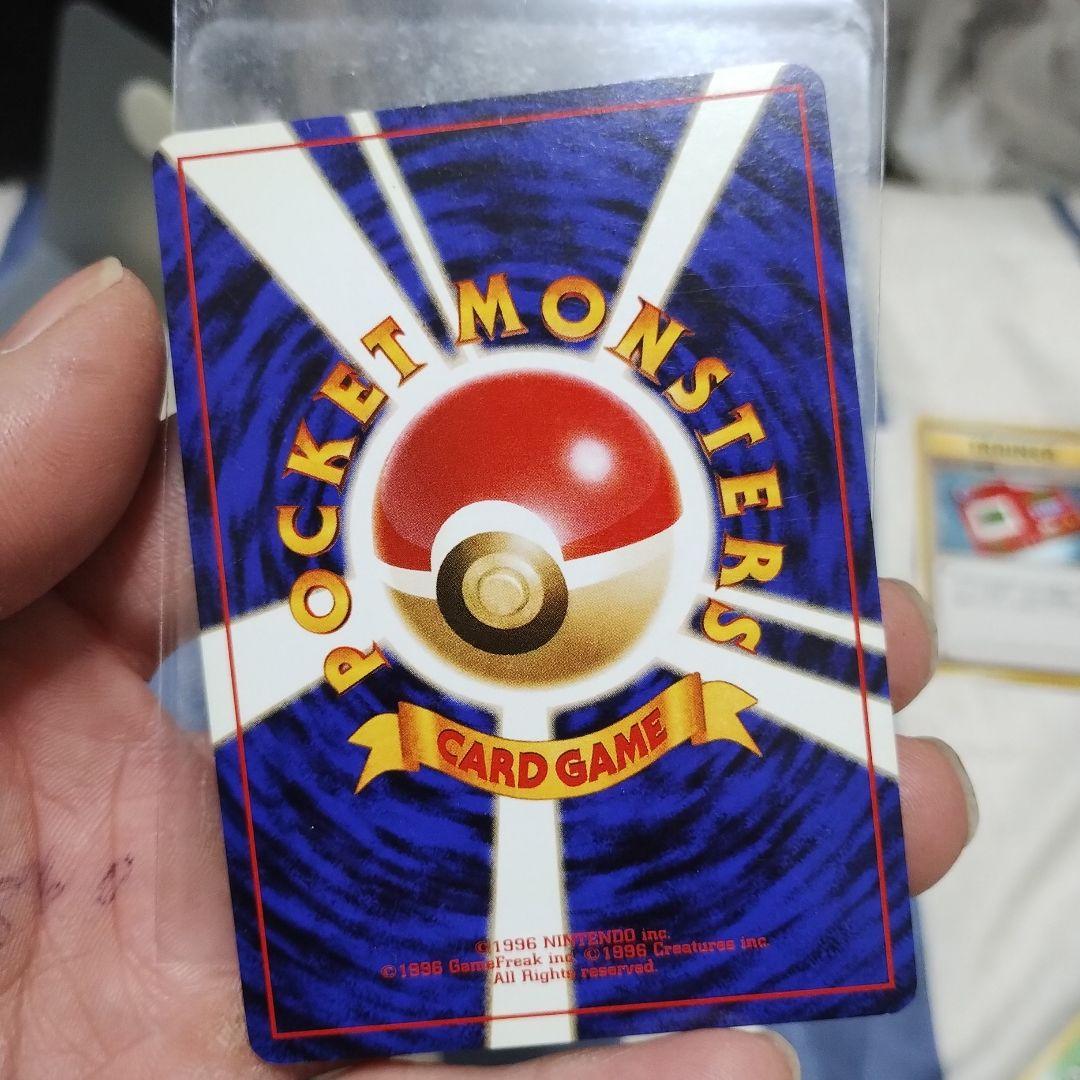 POCKET MONSTERS
CARD GAME
©1996 NINTENDO inc.
©1996 GameFreak inc. ©1996 Creatures inc.
All Rights reserved.
TRAINER